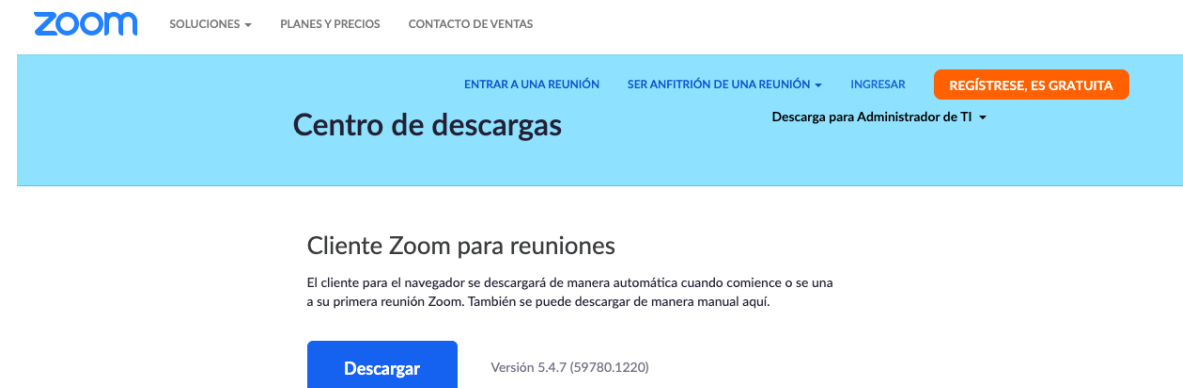 zoom SOLUCIONES PLANES Y PRECIOS CONTACTO DE VENTAS
ENTRAR A UNA REUNIÓN SER ANFITRIÓN DE UNA REUNIÓN INGRESAR REGÍSTRESE, ES GRATUITA
Centro de descargas Descarga para Administrador de TI
Cliente Zoom para reuniones
El cliente para el navegador se descargará de manera automática cuando comience o se una
a su primera reunión Zoom. También se puede descargar de manera manual aquí.
Descargar Versión 5.4.7 (59780.1220)